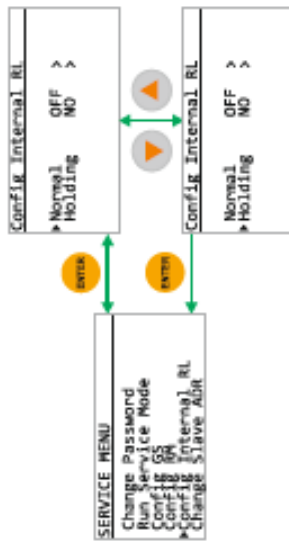 SERVICE MENU
Change Password
Run Service Mode
Config GS
Config RM
Config Internal RL
Change Slave ADR
ENTER
ENTER
Config Internal RL
Normal OFF >
Holding NO >
Config Internal RL
Normal OFF >
Holding NO >